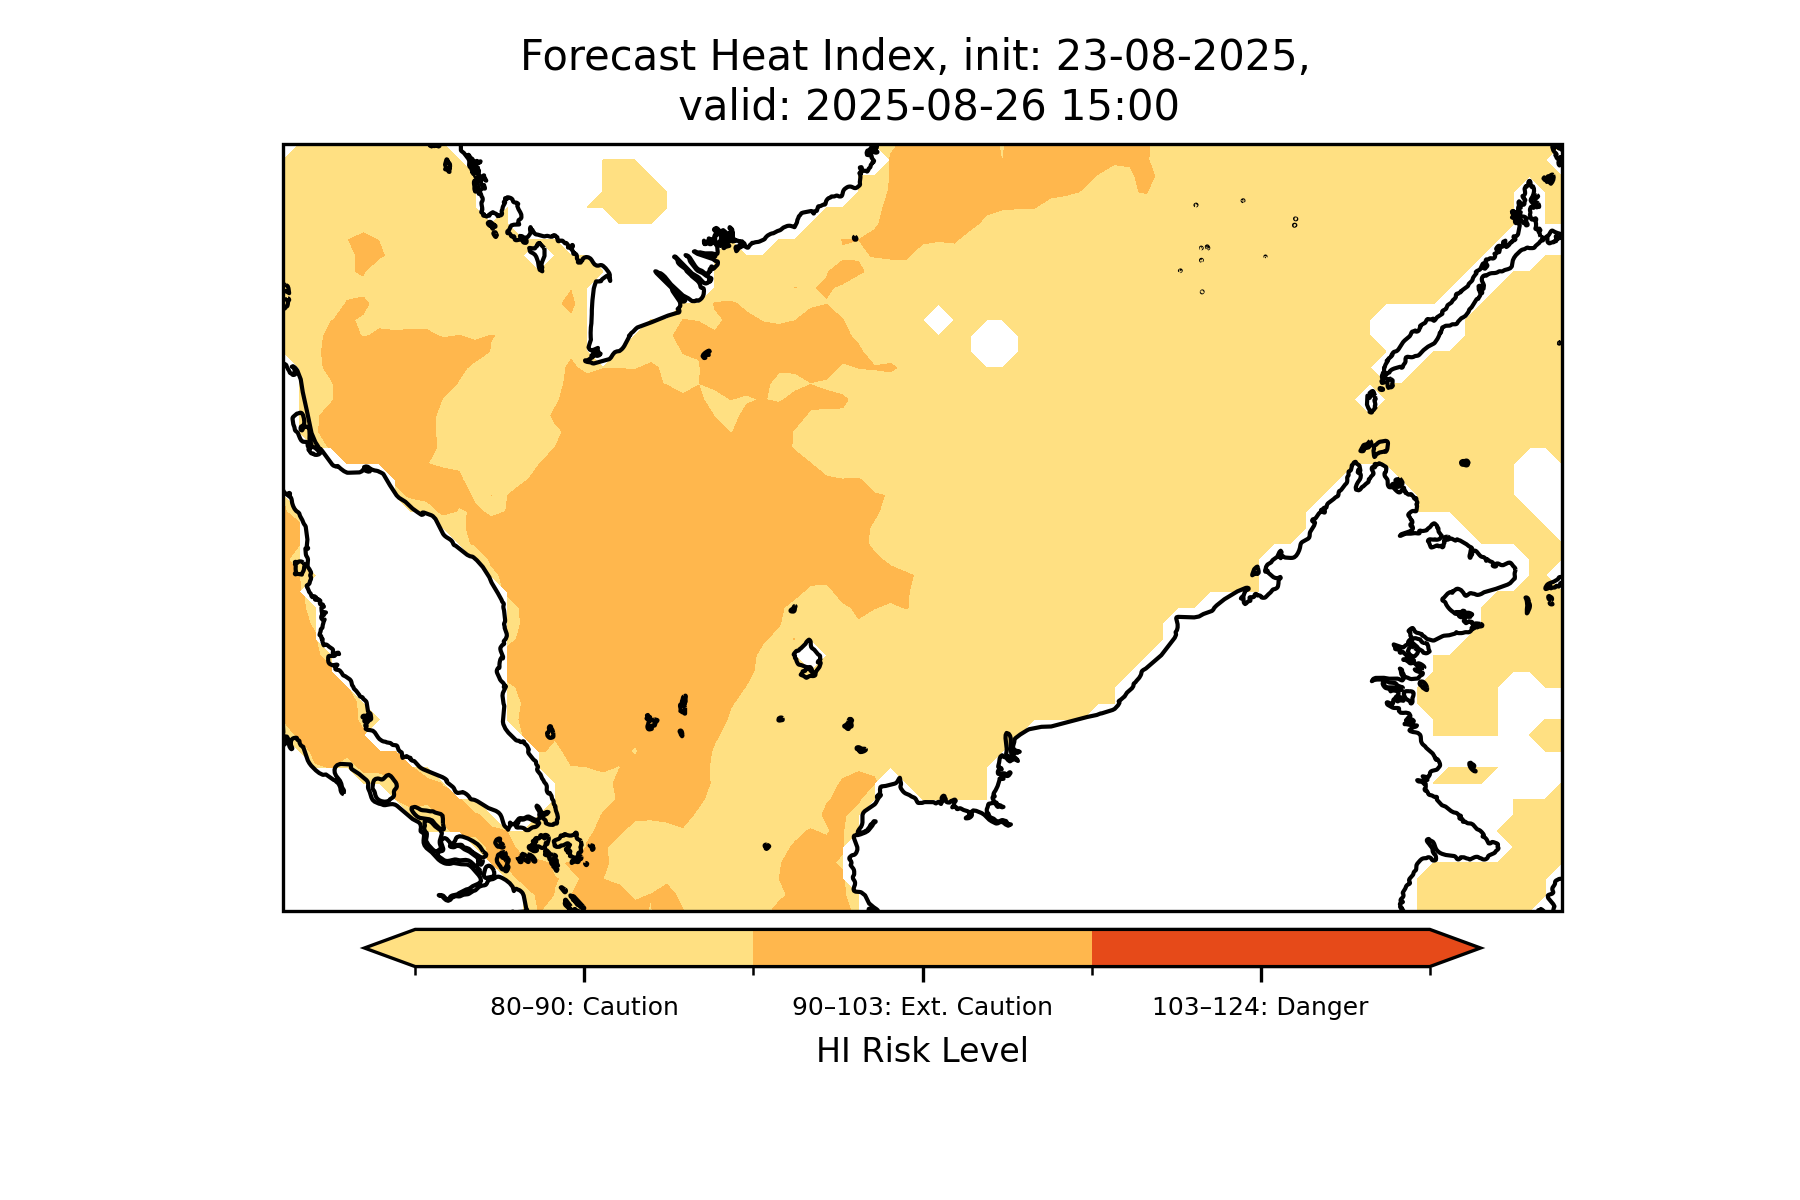 Forecast Heat Index, init: 23-08-2025,
valid: 2025-08-26 15:00
80–90: Caution
90–103: Ext. Caution
103–124: Danger
HI Risk Level